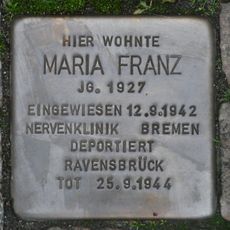 HIER WOHNTE
MARIA FRANZ
JG. 1927
EINGEWIESEN 12.9.1942
NERVENKLINIK BREMEN
DEPORTIERT
RAVENSBRÜCK
TOT 25.9.1944